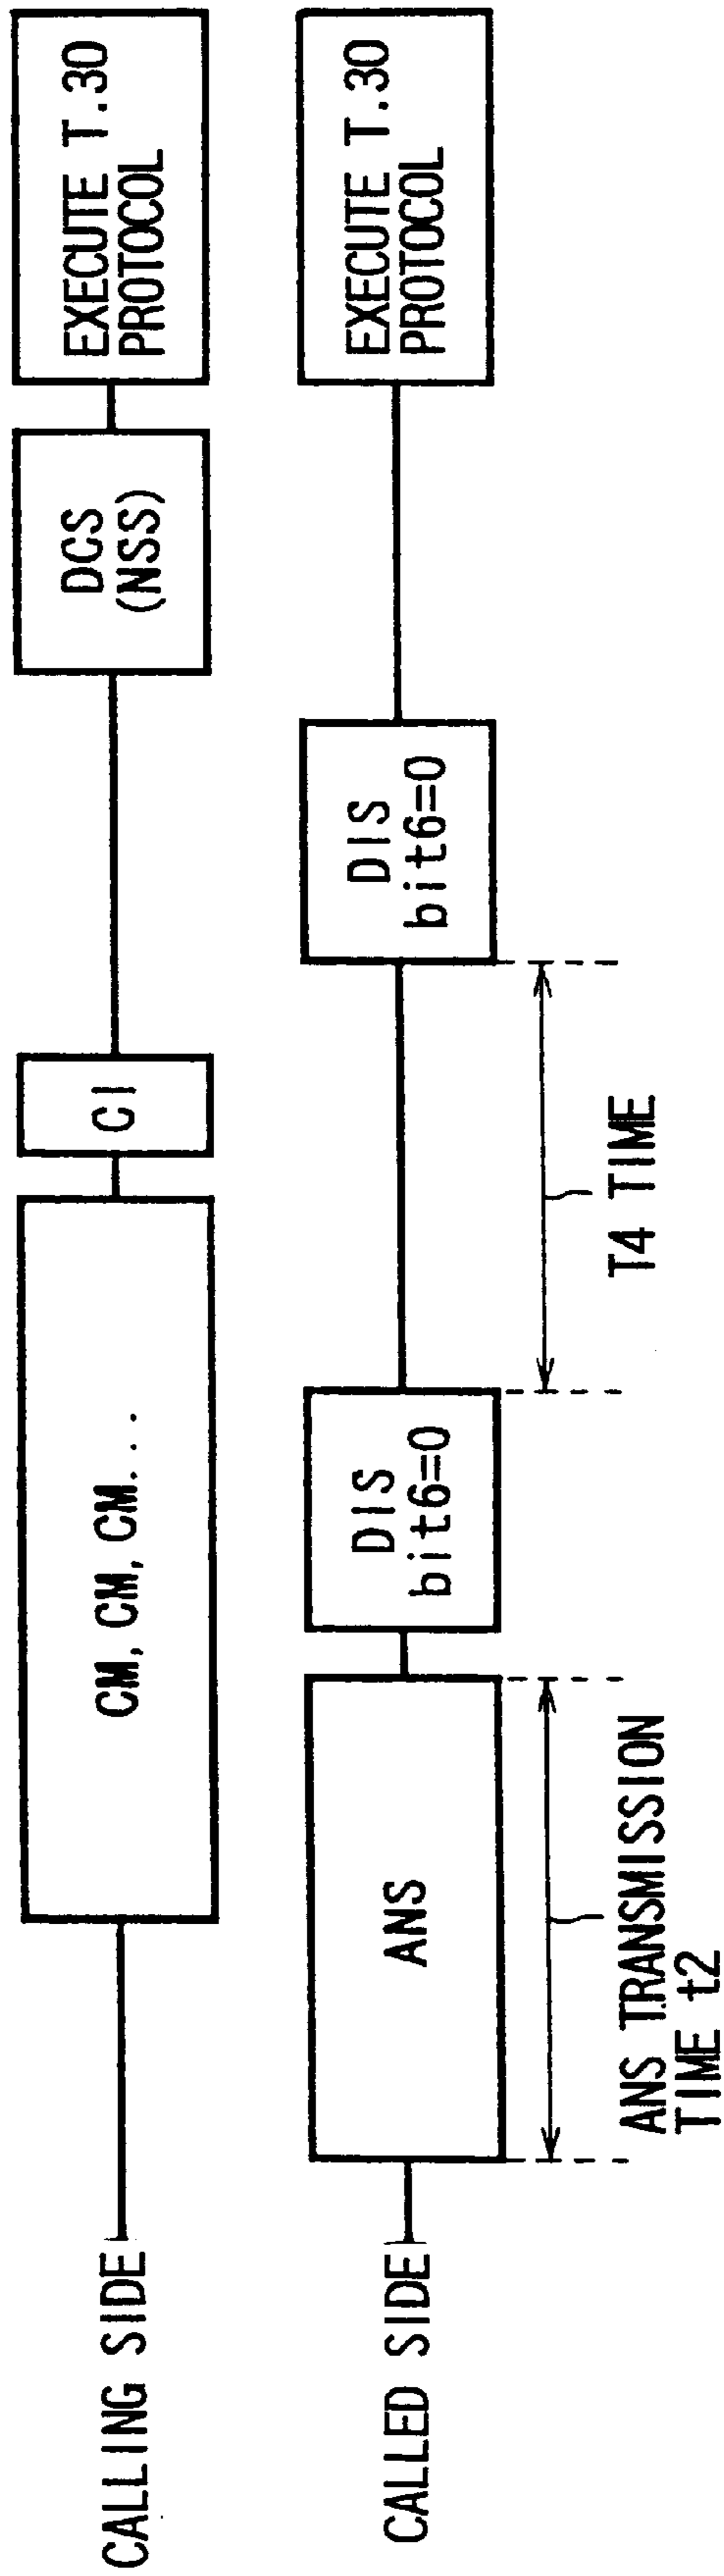 CALLING SIDE
CM, CM, CM...
CI
DCS
(NSS)
EXECUTE T.30
PROTOCOL
CALLED SIDE
ANS
DIS
bit6=0
DIS
bit6=0
EXECUTE T.30
PROTOCOL
ANS TRANSMISSION
TIME t2
T4 TIME